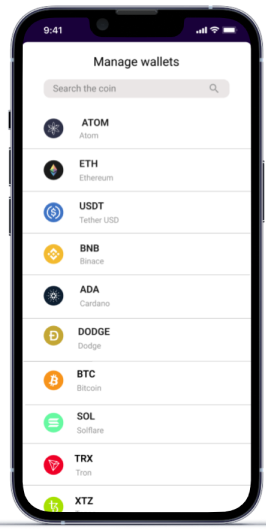 9:41
Manage wallets
Search the coin
ATOM
Atom
ETH
Ethereum
USDT
Tether USD
BNB
Binace
ADA
Cardano
DODGE
Dodge
BTC
Bitcoin
SOL
Solflare
TRX
Tron
XTZ